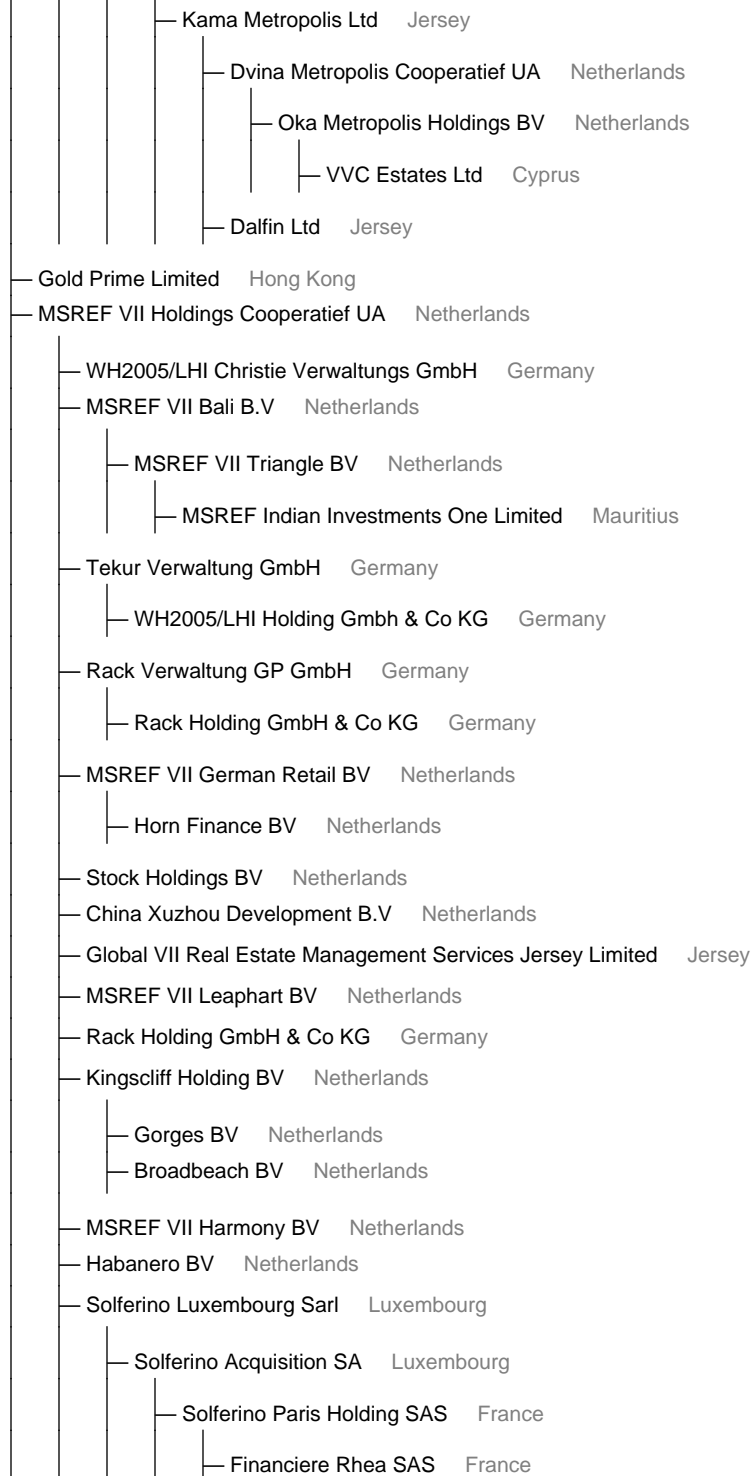 Kama Metropolis Ltd Jersey
Dvina Metropolis Cooperatief UA Netherlands
Oka Metropolis Holdings BV Netherlands
VVC Estates Ltd Cyprus
Dalfin Ltd Jersey
Gold Prime Limited Hong Kong
MSREF VII Holdings Cooperatief UA Netherlands
WH2005/LHI Christie Verwaltungs GmbH Germany
MSREF VII Bali B.V Netherlands
MSREF VII Triangle BV Netherlands
MSREF Indian Investments One Limited Mauritius
Tekur Verwaltung GmbH Germany
WH2005/LHI Holding Gmbh & Co KG Germany
Rack Verwaltung GP GmbH Germany
Rack Holding GmbH & Co KG Germany
MSREF VII German Retail BV Netherlands
Horn Finance BV Netherlands
Stock Holdings BV Netherlands
China Xuzhou Development B.V Netherlands
Global VII Real Estate Management Services Jersey Limited Jersey
MSREF VII Leaphart BV Netherlands
Rack Holding GmbH & Co KG Germany
Kingscliff Holding BV Netherlands
Gorges BV Netherlands
Broadbeach BV Netherlands
MSREF VII Harmony BV Netherlands
Habanero BV Netherlands
Solferino Luxembourg Sarl Luxembourg
Solferino Acquisition SA Luxembourg
Solferino Paris Holding SAS France
Financiere Rhea SAS France